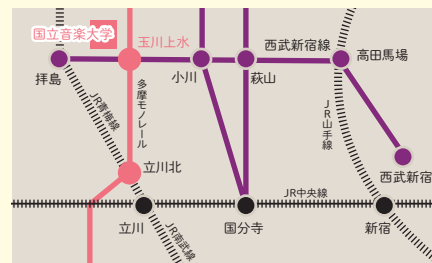 国立音楽大学
玉川上水
西武新宿線
高田馬場
拝島
小川
萩山
多摩モノレール
JR青梅線
JR山手線
立川北
西武新宿
JR中央線
立川
国分寺
新宿
JR南武線